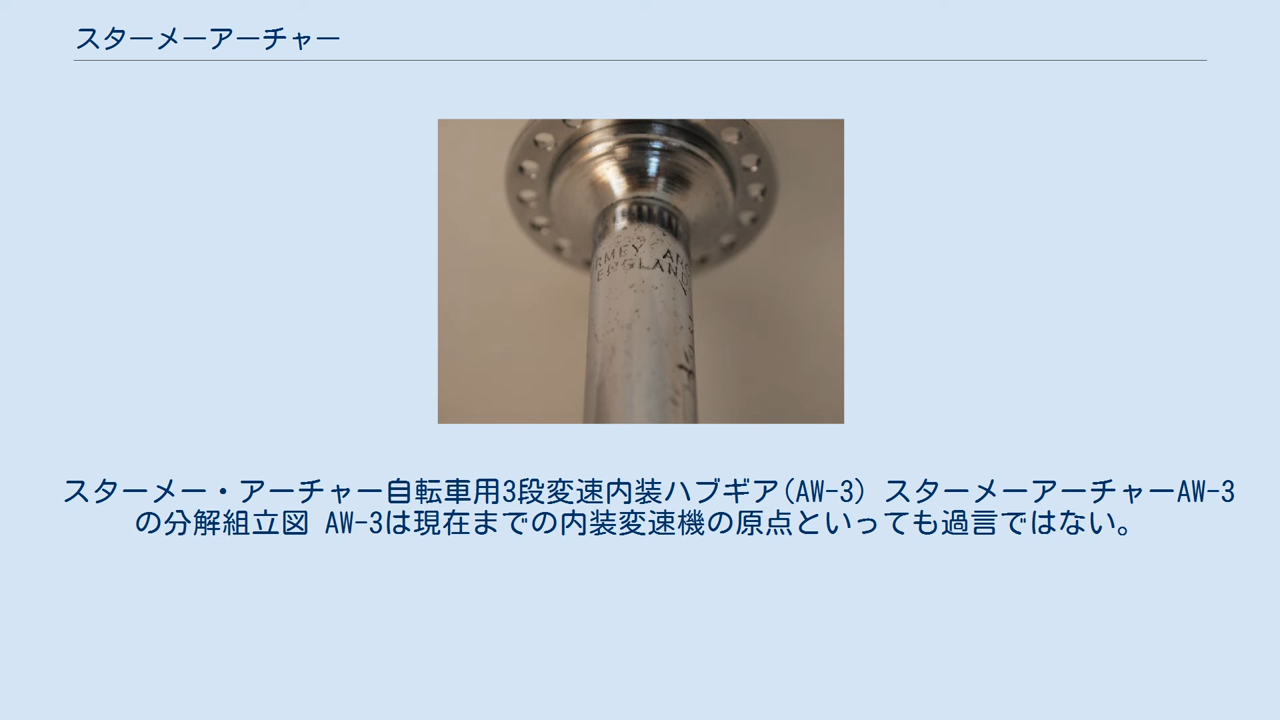 スターメーアーチャー
RMEY ARC
ENGLAND
スターメー・アーチャー自転車用3段変速内装ハブギア(AW-3) スターメーアーチャーAW-3
の分解組立図 AW-3は現在までの内装変速機の原点といっても過言ではない。